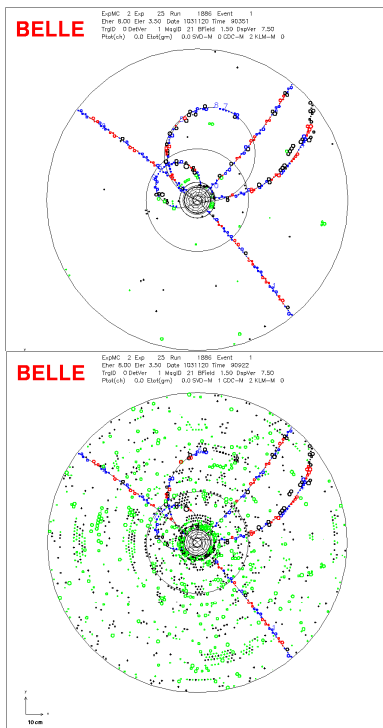 BELLE
ExpMC 2 Exp 25 Run 1886 Event 1
Eher 8.00 Eler 3.50 Date 1031120 Time 90351
TrgID 0 DetVer 1 MagID 21 BField 1.50 DspVer 7.50
Ptot(ch) 0.0 Etot(gm) 0.0 SVD-M 0 CDC-M 2 KLM-M 0
BELLE
ExpMC 2 Exp 25 Run 1886 Event 1
Eher 8.00 Eler 3.50 Date 1031120 Time 90922
TrgID 0 DetVer 1 MagID 21 BField 1.50 DspVer 7.50
Ptot(ch) 0.0 Etot(gm) 0.0 SVD-M 1 CDC-M 2 KLM-M 0
10 cm